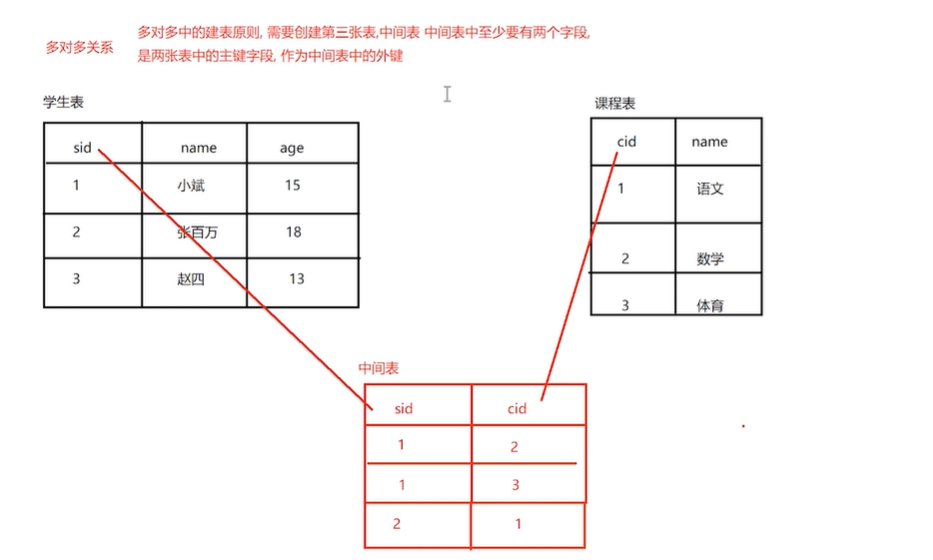 多对多关系
多对多中的建表原则, 需要创建第三张表,中间表 中间表中至少要有两个字段,
是两张表中的主键字段, 作为中间表中的外键
学生表
sid name age
1 小斌 15
2 张百万 18
3 赵四 13
课程表
cid name
1 语文
2 数学
3 体育
中间表
sid cid
1 2
1 3
2 1